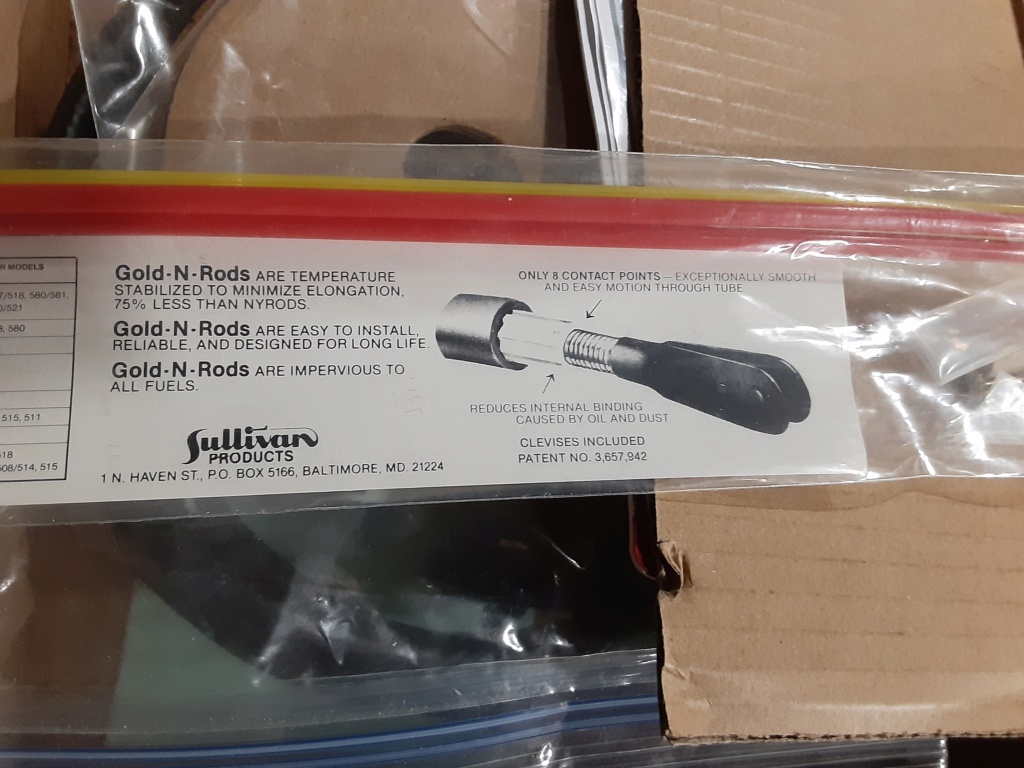 R MODELS
7/518, 580/581,
0/521
3, 580
515, 511
518
508/514, 515
Gold-N-Rods ARE TEMPERATURE
STABILIZED TO MINIMIZE ELONGATION,
75% LESS THAN NYRODS.
Gold-N-Rods ARE EASY TO INSTALL,
RELIABLE, AND DESIGNED FOR LONG LIFE.
Gold-N-Rods ARE IMPERVIOUS TO
ALL FUELS.
Sullivan
PRODUCTS
1 N. HAVEN ST., P.O. BOX 5166, BALTIMORE, MD. 21224
ONLY 8 CONTACT POINTS — EXCEPTIONALLY SMOOTH
AND EASY MOTION THROUGH TUBE
REDUCES INTERNAL BINDING
CAUSED BY OIL AND DUST
CLEVISES INCLUDED
PATENT NO. 3,657,942